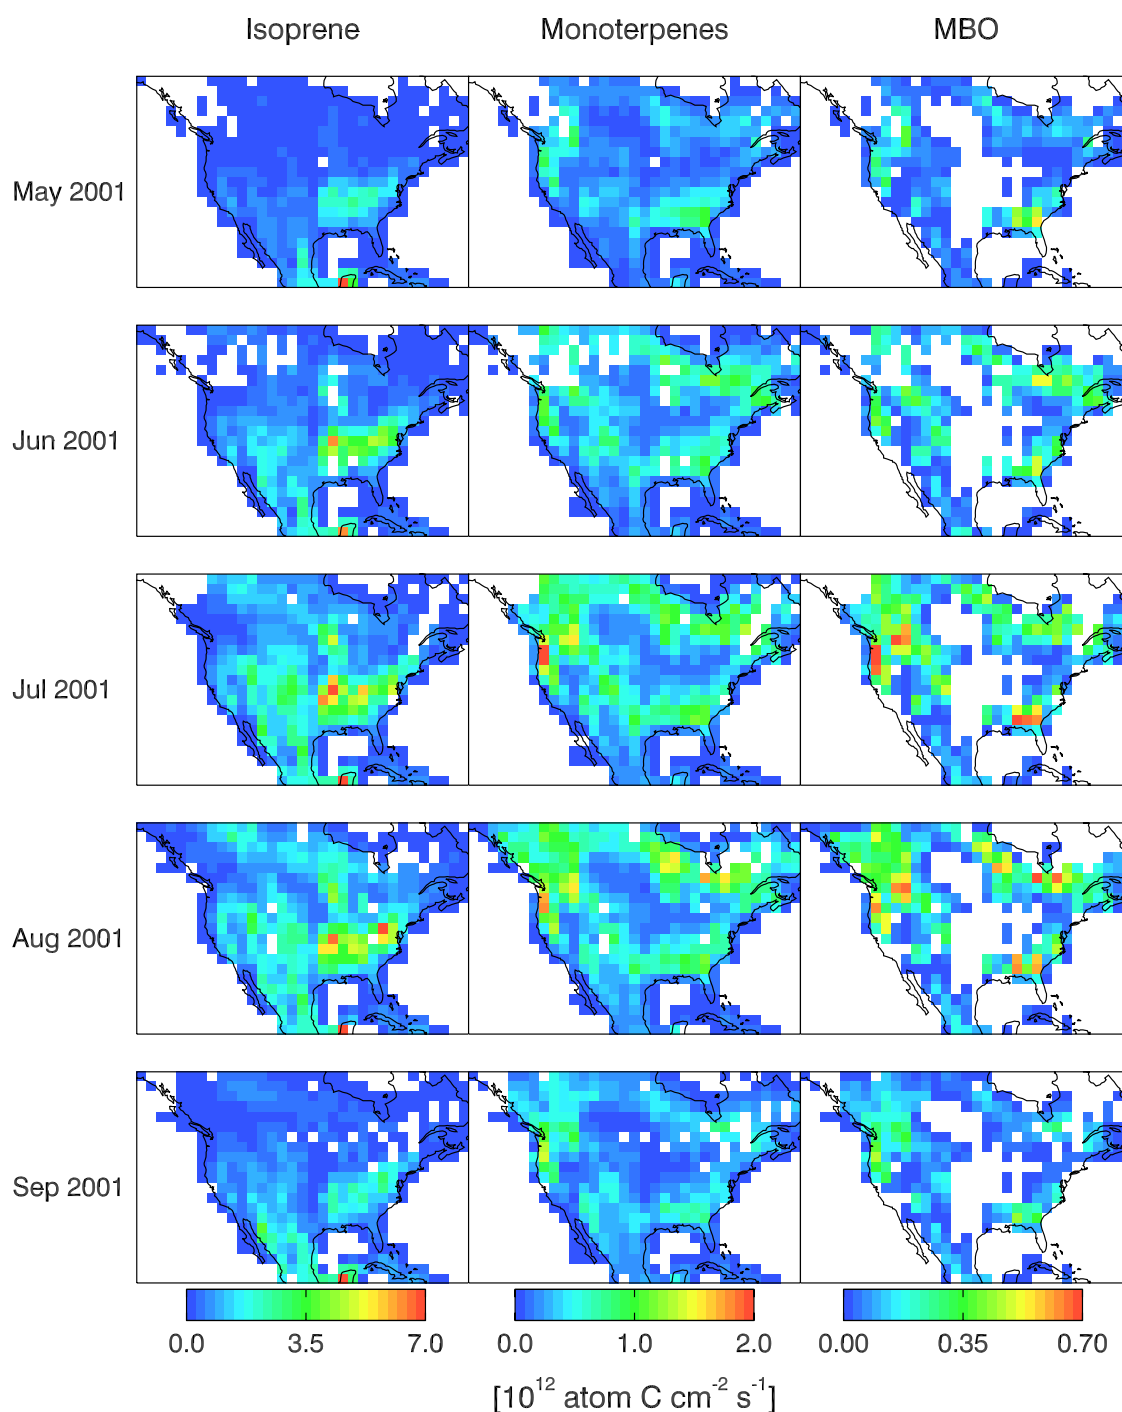 Isoprene Monoterpenes MBO
May 2001
Jun 2001
Jul 2001
Aug 2001
Sep 2001
0.0 3.5 7.0 0.0 1.0 2.0 0.00 0.35 0.70
[10¹² atom C cm⁻² s⁻¹]